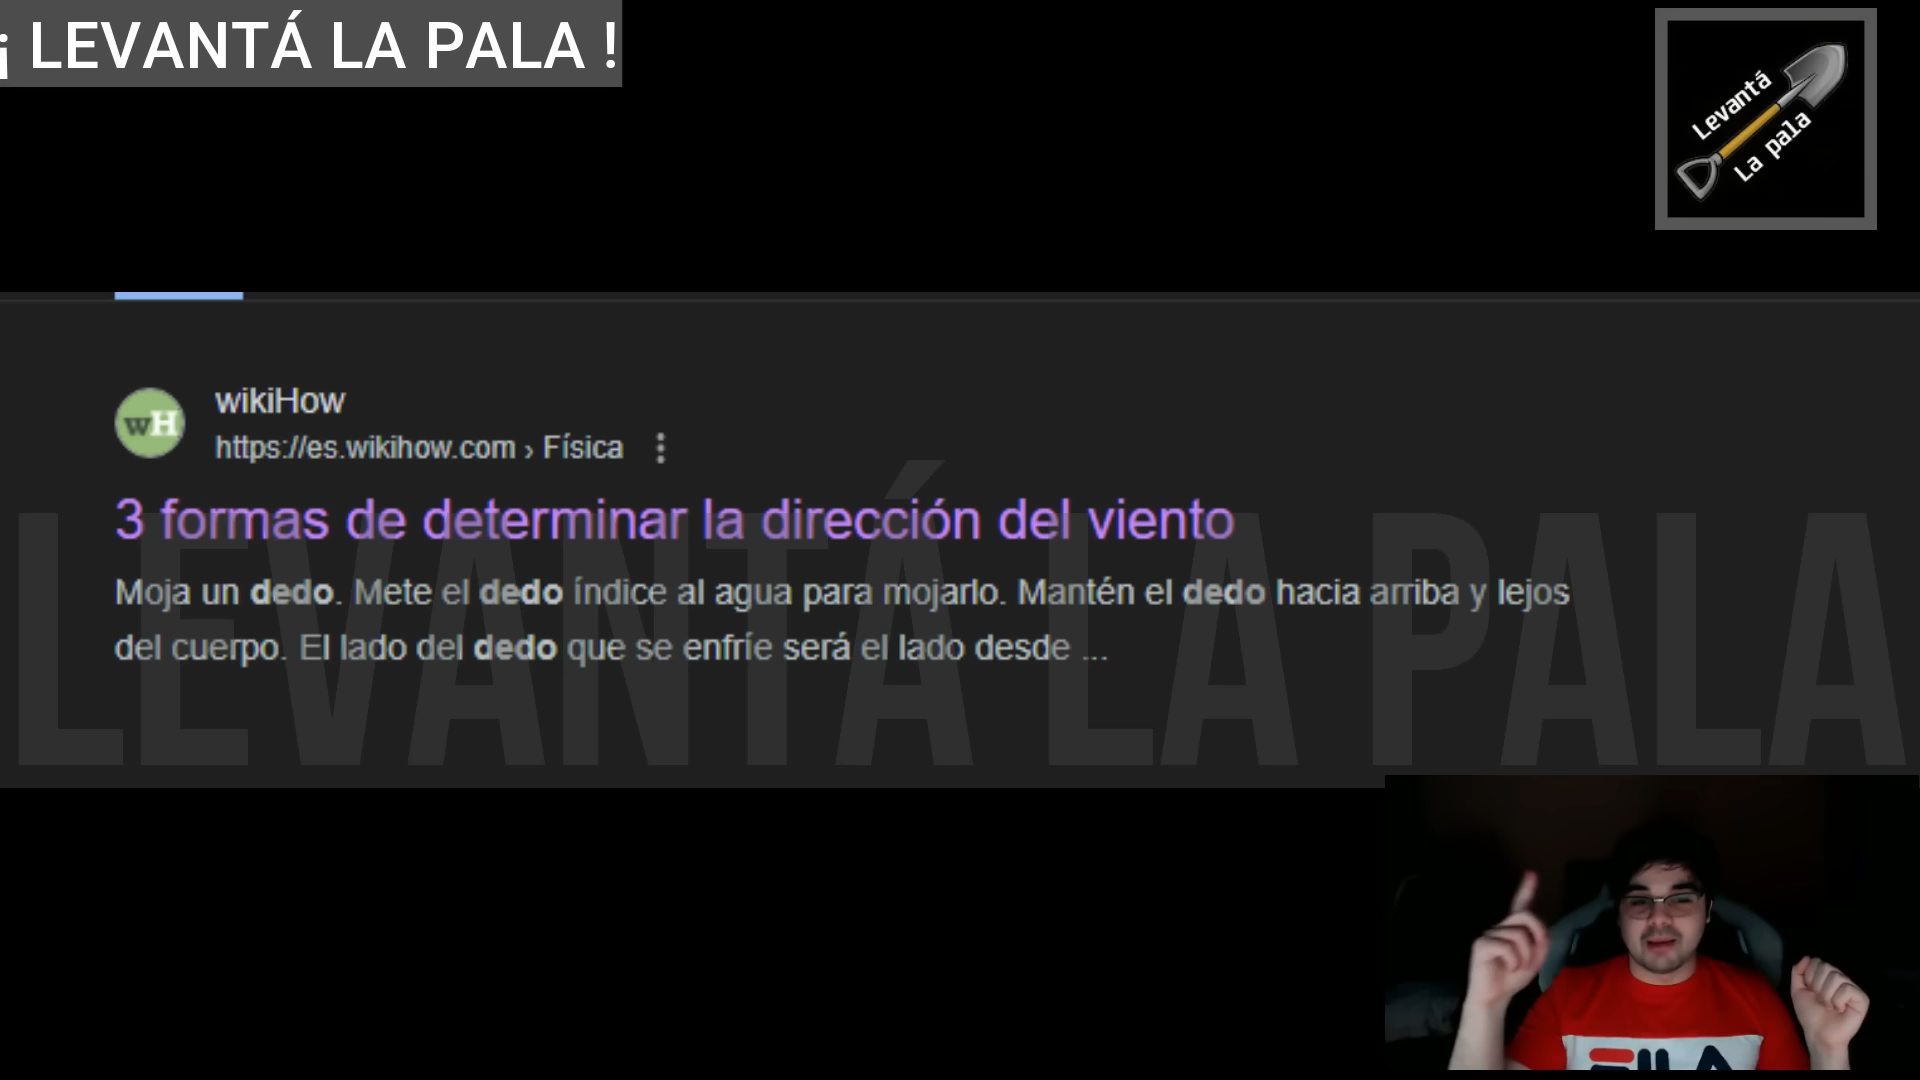 ¡ LEVANTÁ LA PALA !
Levantá
La pala
wikiHow
https://es.wikihow.com › Física
3 formas de determinar la dirección del viento
Moja un dedo. Mete el dedo índice al agua para mojarlo. Mantén el dedo hacia arriba y lejos
del cuerpo. El lado del dedo que se enfríe será el lado desde ...
LEVANTÁ LA PALA
wH
FILA